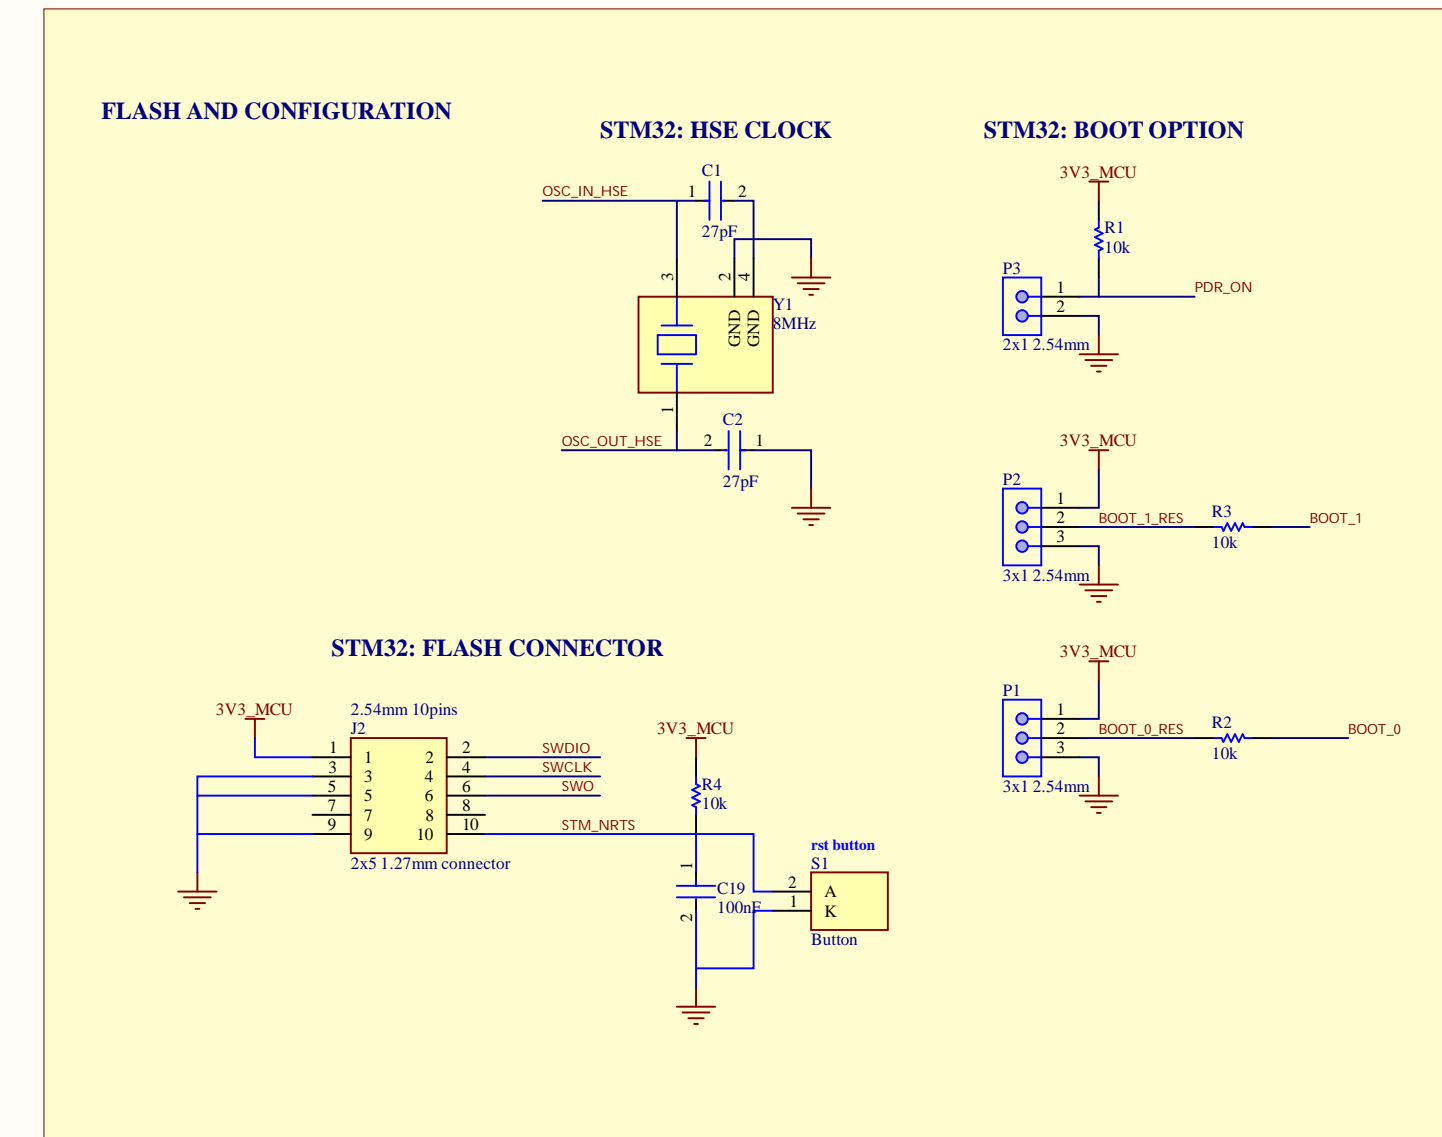 FLASH AND CONFIGURATION
STM32: HSE CLOCK
OSC_IN_HSE
C1
1
2
27pF
3
2
4
GND
GND
Y1
8MHz
1
OSC_OUT_HSE
C2
2
1
27pF
STM32: BOOT OPTION
3V3_MCU
R1
10k
P3
1
2
PDR_ON
2x1 2.54mm
3V3_MCU
P2
1
2
3
BOOT_1_RES
R3
10k
BOOT_1
3x1 2.54mm
3V3_MCU
P1
1
2
3
BOOT_0_RES
R2
10k
BOOT_0
3x1 2.54mm
STM32: FLASH CONNECTOR
3V3_MCU
2.54mm 10pins
J2
1 1 2 2 SWDIO
3 3 4 4 SWCLK
5 5 6 6 SWO
7 7 8 8
9 9 10 10 STM_NRTS
2x5 1.27mm connector
3V3_MCU
R4
10k
1
C19
100nF
2
rst button
S1
2 A
1 K
Button